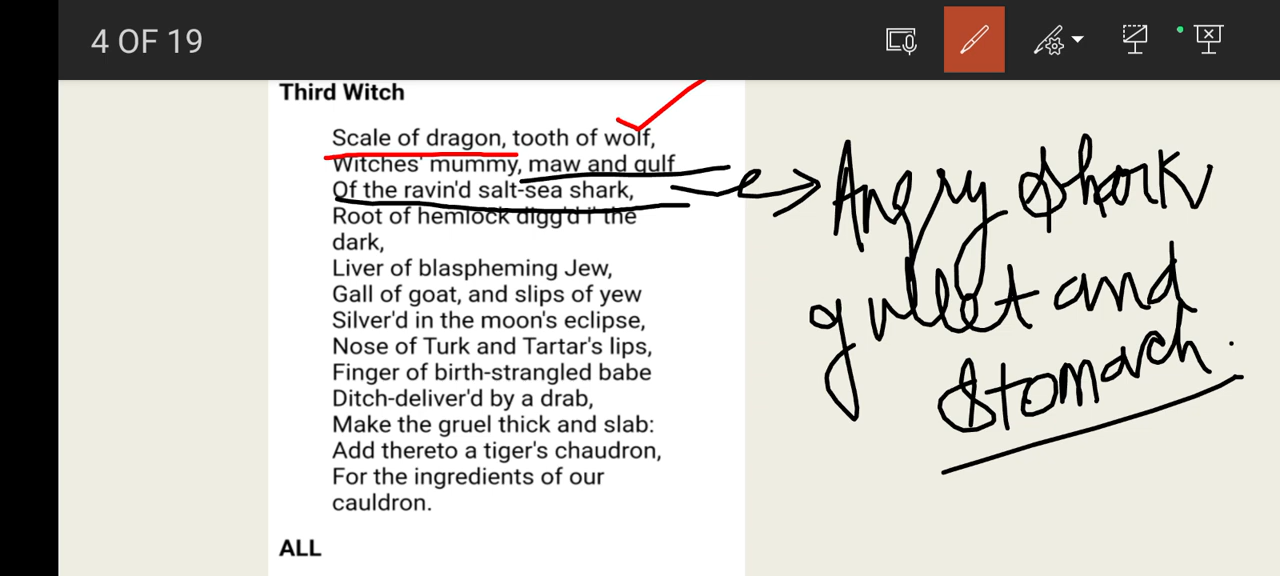 4 OF 19
Third Witch
Scale of dragon, tooth of wolf,
Witches' mummy, maw and gulf
Of the ravin'd salt-sea shark,
Root of hemlock digg'd i' the
dark,
Liver of blaspheming Jew,
Gall of goat, and slips of yew
Silver'd in the moon's eclipse,
Nose of Turk and Tartar's lips,
Finger of birth-strangled babe
Ditch-deliver'd by a drab,
Make the gruel thick and slab:
Add thereto a tiger's chaudron,
For the ingredients of our
cauldron.
ALL
Angry Shark
gullet and
Stomach.